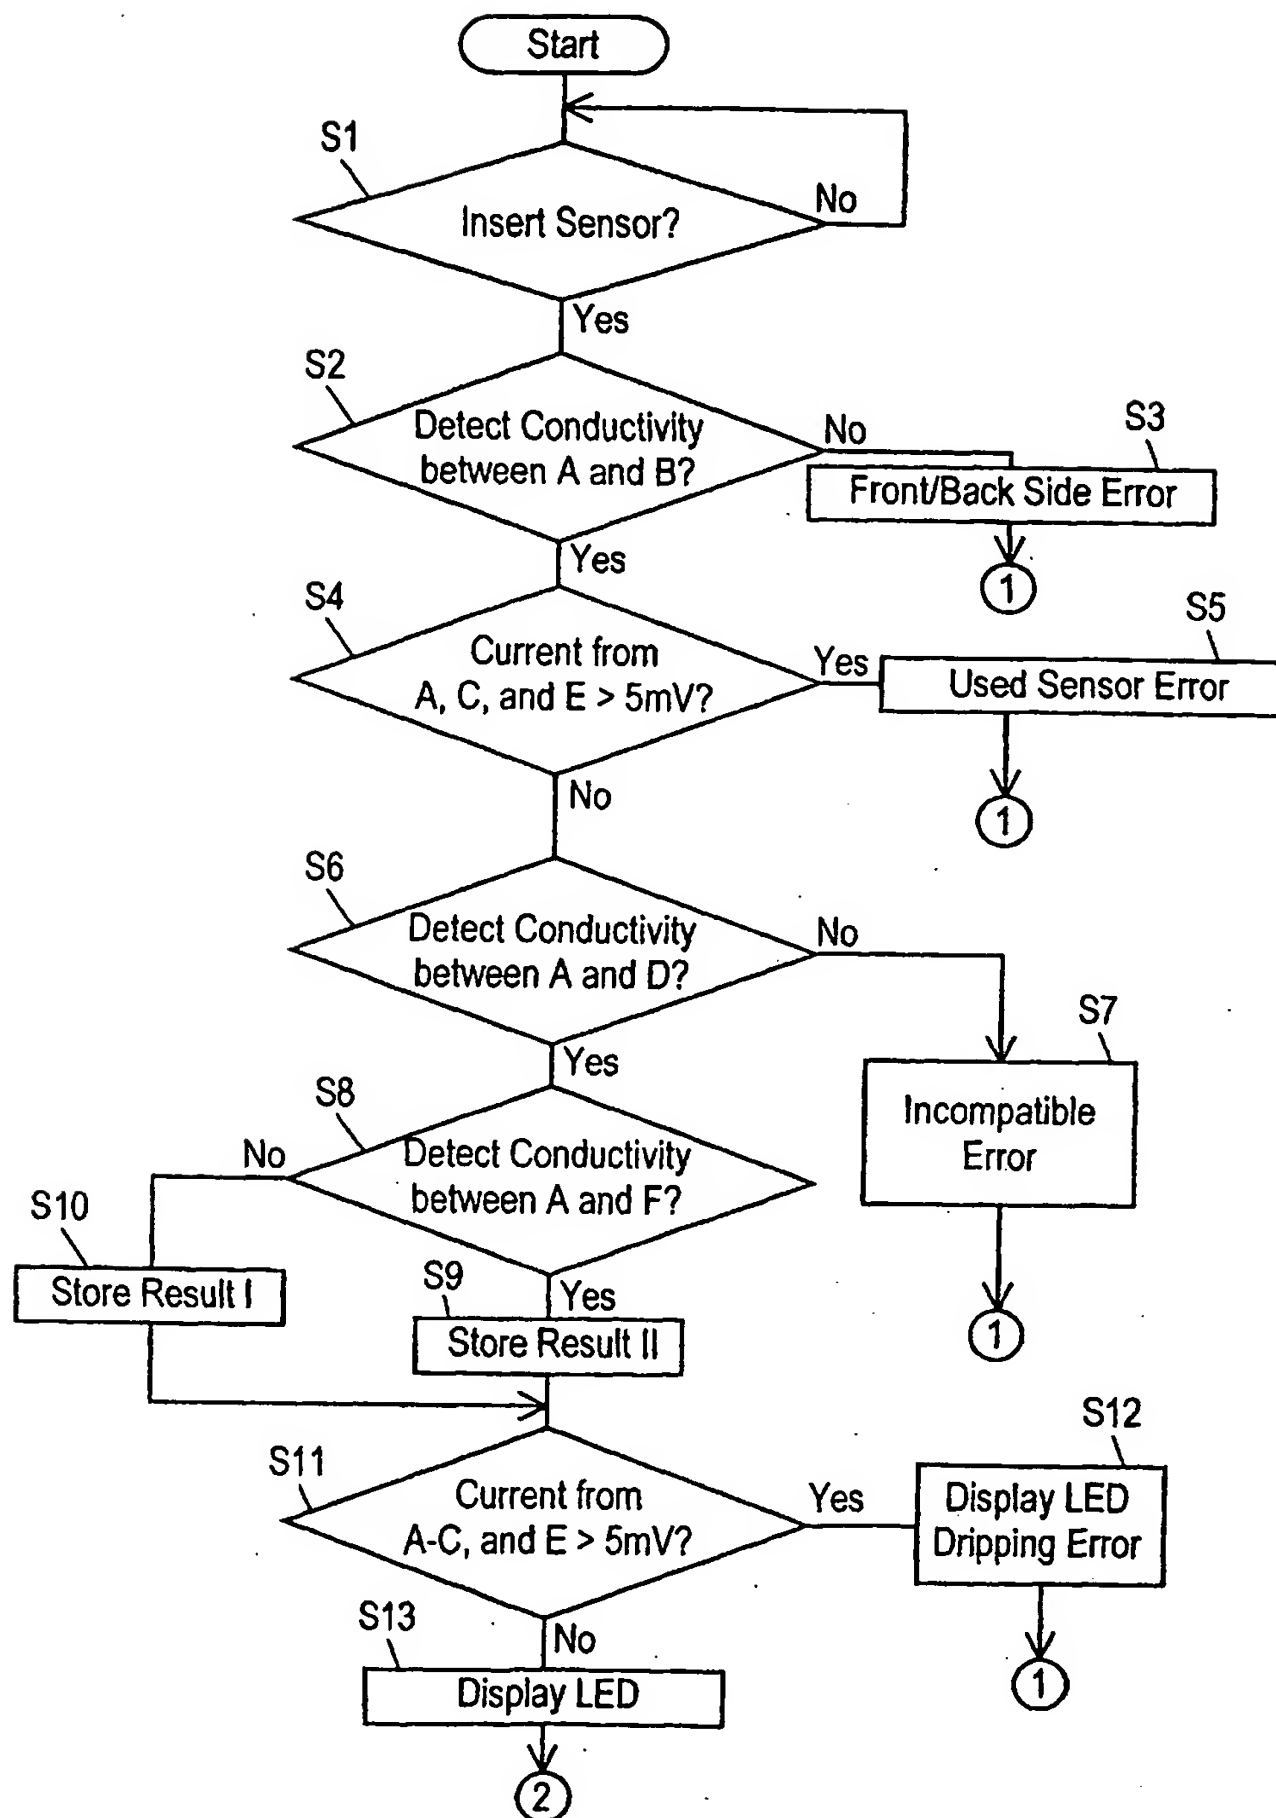 Start
S1
Insert Sensor?
No
Yes
S2
Detect Conductivity
between A and B?
No
S3
Front/Back Side Error
1
Yes
S4
Current from
A, C, and E > 5mV?
Yes
S5
Used Sensor Error
1
No
S6
Detect Conductivity
between A and D?
No
S7
Incompatible
Error
1
Yes
S8
Detect Conductivity
between A and F?
No
S10
Store Result I
Yes
S9
Store Result II
S11
Current from
A-C, and E > 5mV?
Yes
S12
Display LED
Dripping Error
1
No
S13
Display LED
2